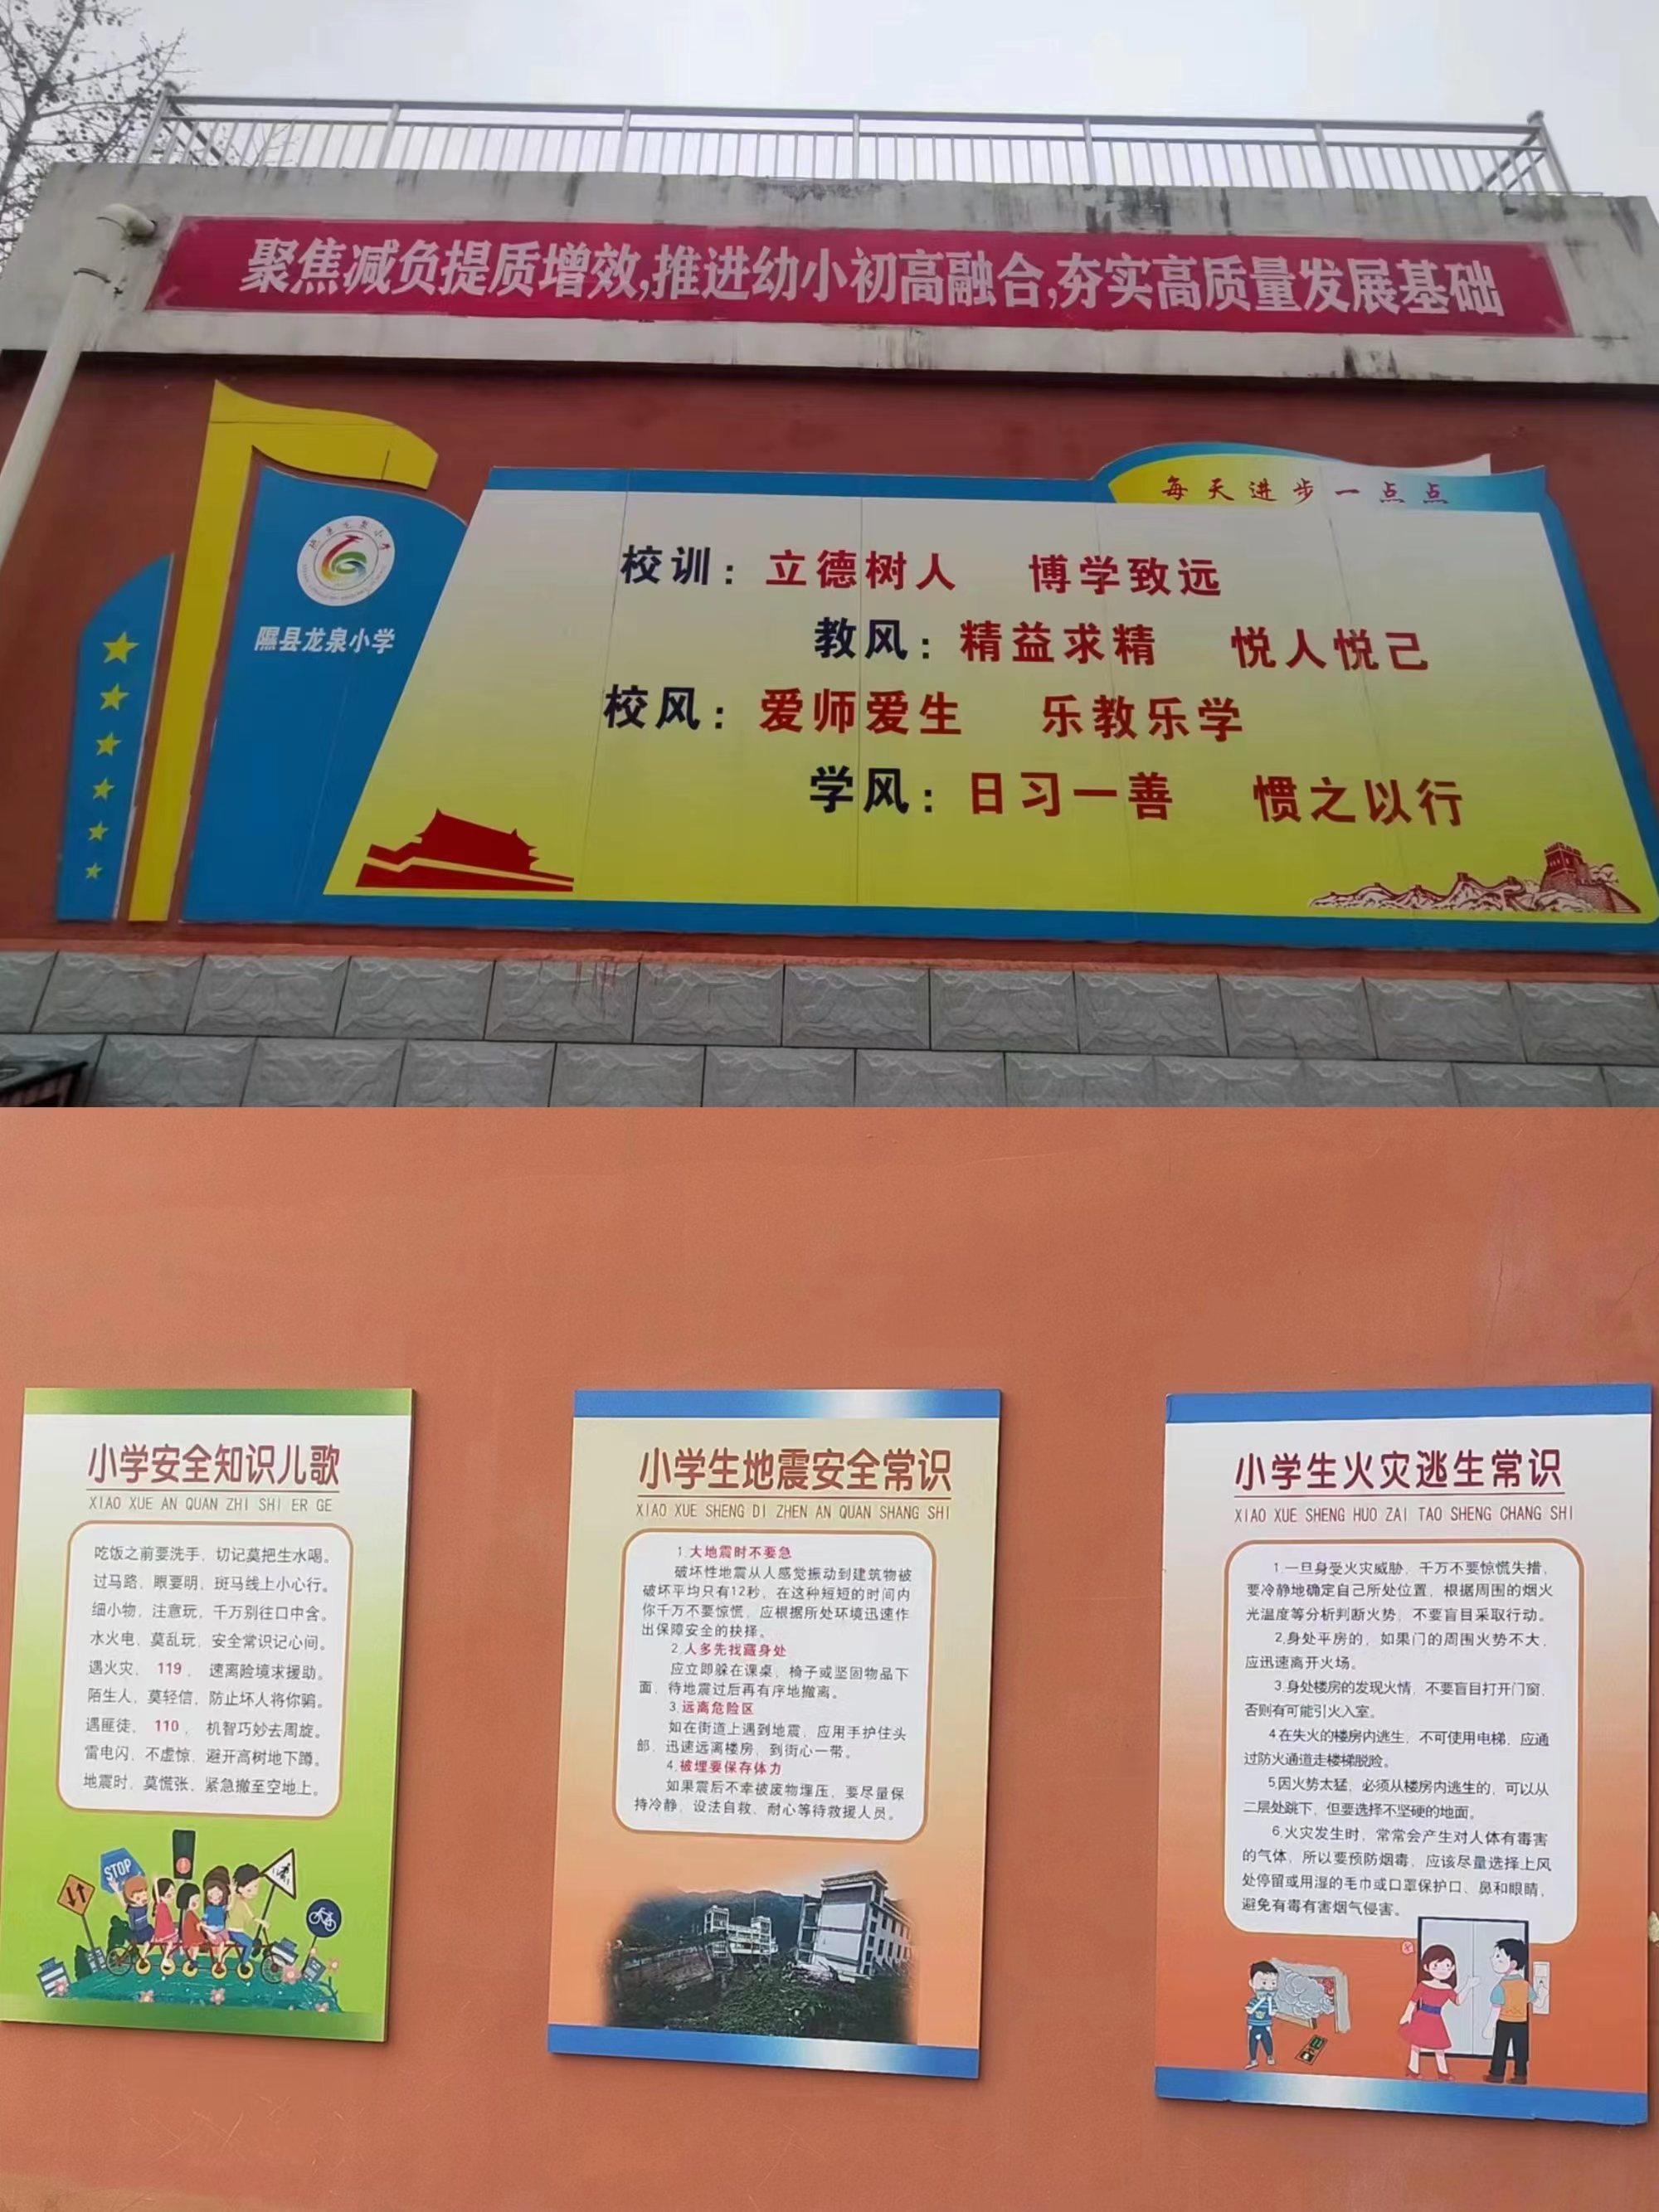 聚焦减负提质增效,推进幼小初高融合,夯实高质量发展基础
每天进步一点点
隰县龙泉小学
校训：立德树人 博学致远
教风：精益求精 悦人悦己
校风：爱师爱生 乐教乐学
学风：日习一善 惯之以行
小学安全知识儿歌
XIAO XUE AN QUAN ZHI SHI ER GE
吃饭之前要洗手，切记莫把生水喝。
过马路，眼要明，斑马线上小心行。
细小物，注意玩，千万别往口中含。
水火电，莫乱玩，安全常识记心间。
遇火灾，119，速离险境求援助。
陌生人，莫轻信，防止坏人将你骗。
遇匪徒，110，机智巧妙去周旋。
雷电闪，不虚惊，避开高树地下蹲。
地震时，莫慌张，紧急撤至空地上。
STOP
小学生地震安全常识
XIAO XUE SHENG DI ZHEN AN QUAN SHANG SHI
1.大地震时不要急
破坏性地震从人感觉振动到建筑物被
破坏平均只有12秒，在这种短短的时间内
你千万不要惊慌，应根据所处环境迅速作
出保障安全的抉择。
2.人多先找藏身处
应立即躲在课桌，椅子或坚固物品下
面，待地震过后再有序地撤离。
3.远离危险区
如在街道上遇到地震，应用手护住头
部，迅速远离楼房，到街心一带。
4.被埋要保存体力
如果震后不幸被废物埋压，要尽量保
持冷静，设法自救，耐心等待救援人员。
小学生火灾逃生常识
XIAO XUE SHENG HUO ZAI TAO SHENG CHANG SHI
1.一旦身受火灾威胁，千万不要惊慌失措，
要冷静地确定自己所处位置，根据周围的烟火
光温度等分析判断火势，不要盲目采取行动。
2.身处平房的，如果门的周围火势不大，
应迅速离开火场。
3.身处楼房的发现火情，不要盲目打开门窗，
否则有可能引火入室。
4.在失火的楼房内逃生，不可使用电梯，应通
过防火通道走楼梯脱险。
5.因火势太猛，必须从楼房内逃生的，可以从
二层处跳下，但要选择不坚硬的地面。
6.火灾发生时，常常会产生对人体有毒害
的气体，所以要预防烟毒，应该尽量选择上风
处停留或用湿的毛巾或口罩保护口、鼻和眼睛，
避免有毒有害烟气侵害。